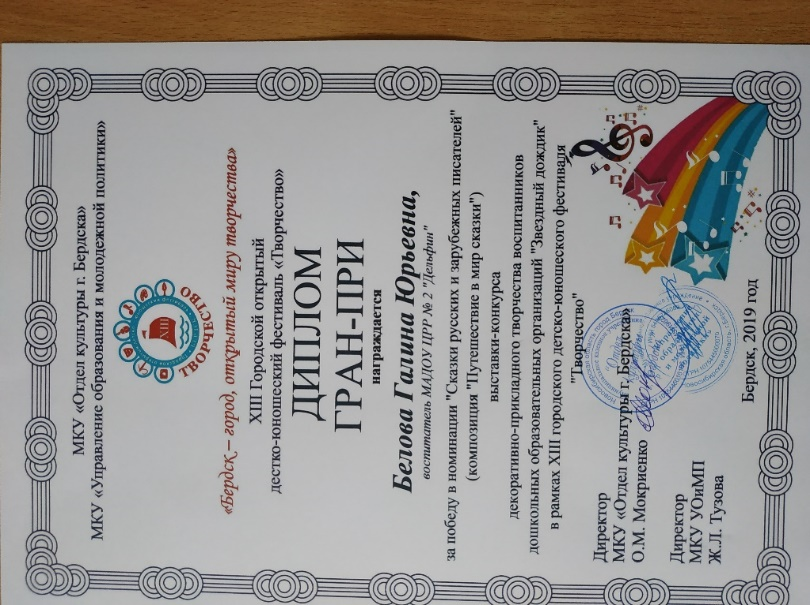 МКУ «Отдел культуры г. Бердска»
МКУ «Управление образования и молодежной политики»
XIII
ТВОРЧЕСТВО
«Бердск – город, открытый миру творчества»
XIII Городской открытый
дестко-юношеский фестиваль «Творчество»
ДИПЛОМ
ГРАН-ПРИ
награждается
Белова Галина Юрьевна,
воспитатель МАДОУ ЦРР № 2 "Дельфин"
за победу в номинации "Сказки русских и зарубежных писателей"
(композиция "Путешествие в мир сказки")
выставки-конкурса
декоративно-прикладного творчества воспитанников
дошкольных образовательных организаций "Звездный дождик"
в рамках XIII городского детско-юношеского фестиваля
"Творчество"
Директор
МКУ «Отдел культуры г. Бердска»
О.М. Мокриенко
Директор
МКУ УОиМП
Ж.Л. Тузова
Бердск, 2019 год